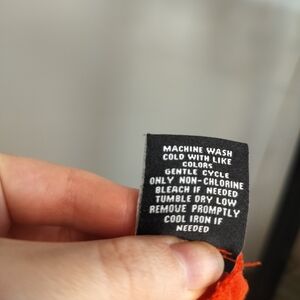 MACHINE WASH
COLD WITH LIKE
COLORS
GENTLE CYCLE
ONLY NON-CHLORINE
BLEACH IF NEEDED
TUMBLE DRY LOW
REMOVE PROMPTLY
COOL IRON IF
NEEDED